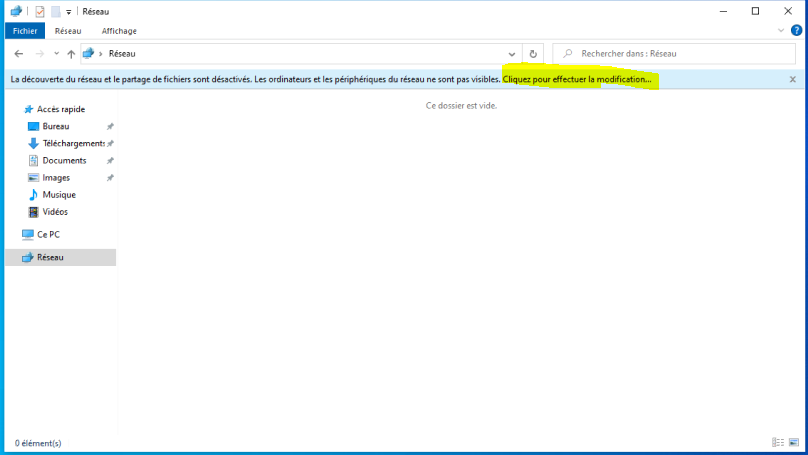 Réseau
Fichier
Réseau
Affichage
Réseau
Rechercher dans : Réseau
La découverte du réseau et le partage de fichiers sont désactivés. Les ordinateurs et les périphériques du réseau ne sont pas visibles. Cliquez pour effectuer la modification...
Ce dossier est vide.
Accès rapide
Bureau
Téléchargements
Documents
Images
Musique
Vidéos
Ce PC
Réseau
0 élément(s)